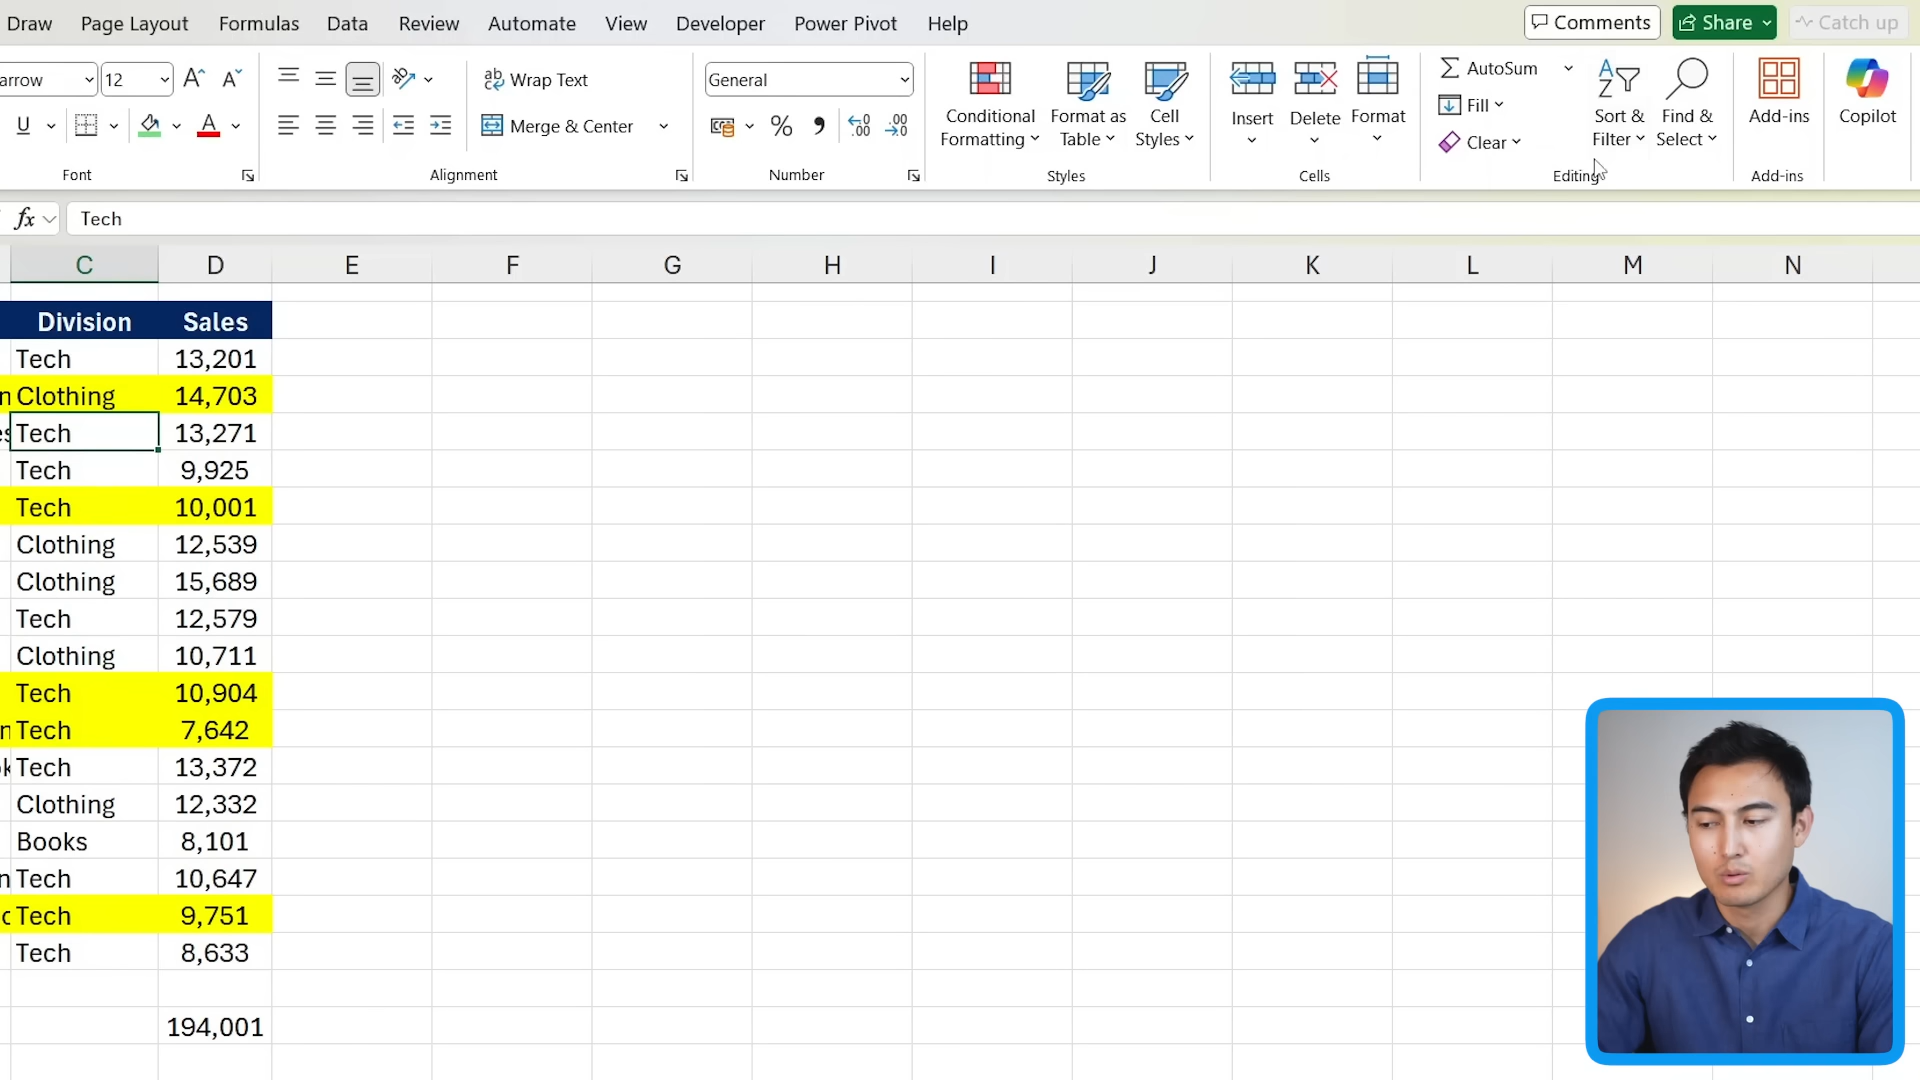 Draw Page Layout Formulas Data Review Automate View Developer Power Pivot Help Comments Share Catch up
12 A A Wrap Text General Conditional Formatting Format as Table Cell Styles Insert Delete Format AutoSum Fill Clear Sort & Filter Find & Select Add-ins Copilot
U A Merge & Center % 9 .00 .00
Font Alignment Number Styles Cells Editing Add-ins
fx Tech
C D E F G H I J K L M N
Division Sales
Tech 13,201
Clothing 14,703
Tech 13,271
Tech 9,925
Tech 10,001
Clothing 12,539
Clothing 15,689
Tech 12,579
Clothing 10,711
Tech 10,904
Tech 7,642
Tech 13,372
Clothing 12,332
Books 8,101
Tech 10,647
Tech 9,751
Tech 8,633
194,001